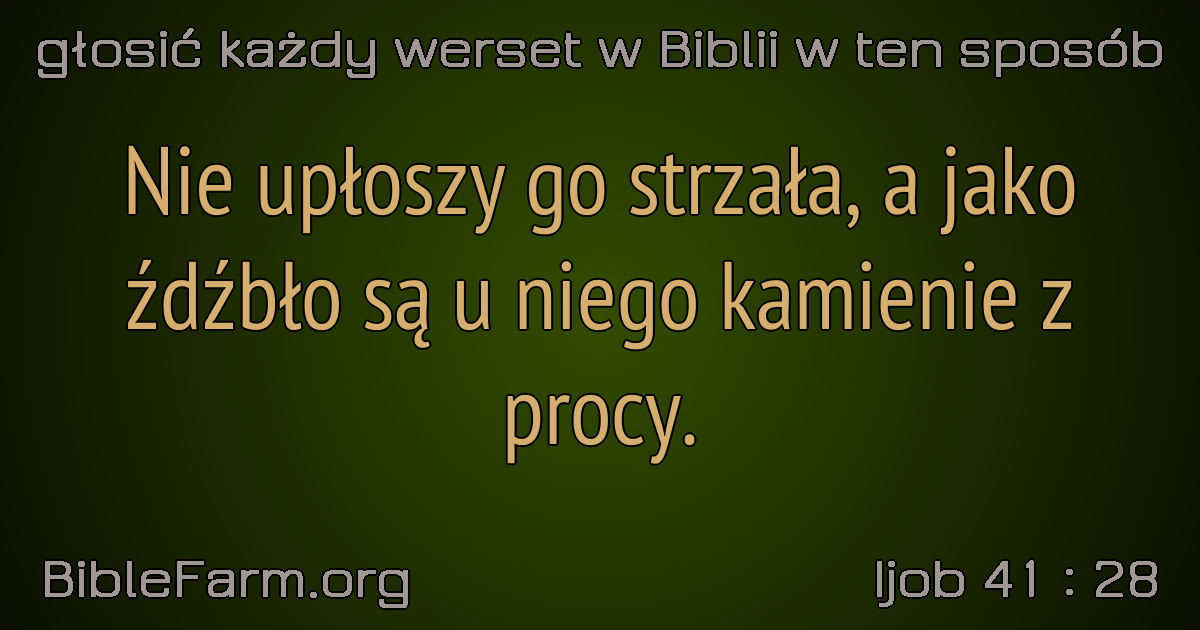 głosić każdy werset w Biblii w ten sposób
Nie upłoszy go strzała, a jako
źdźbło są u niego kamienie z
procy.
BibleFarm.org
Ijob 41 : 28